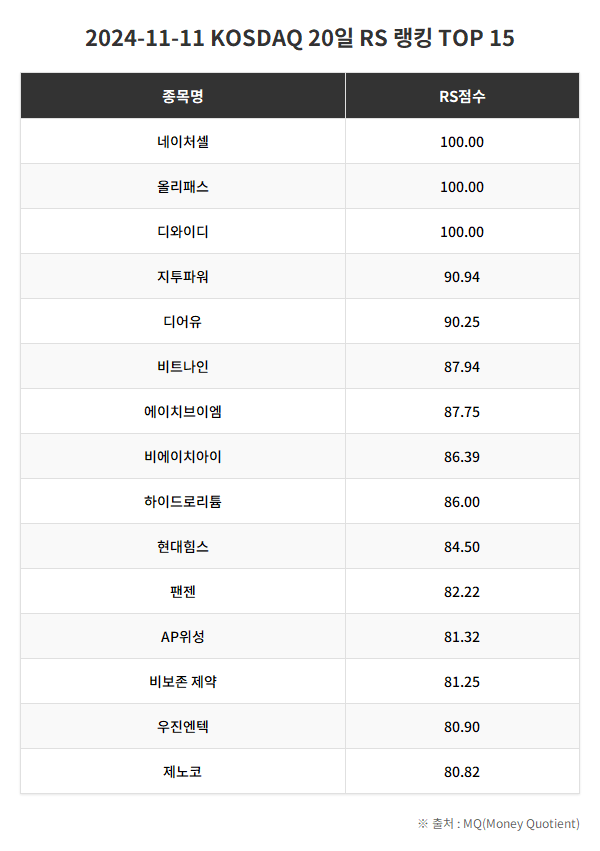 2024-11-11 KOSDAQ 20일 RS 랭킹 TOP 15
종목명 RS점수
네이처셀 100.00
올리패스 100.00
디와이디 100.00
지투파워 90.94
디어유 90.25
비트나인 87.94
에이치브이엠 87.75
비에이치아이 86.39
하이드로리튬 86.00
현대힘스 84.50
팬젠 82.22
AP위성 81.32
비보존 제약 81.25
우진엔텍 80.90
제노코 80.82
※ 출처 : MQ(Money Quotient)